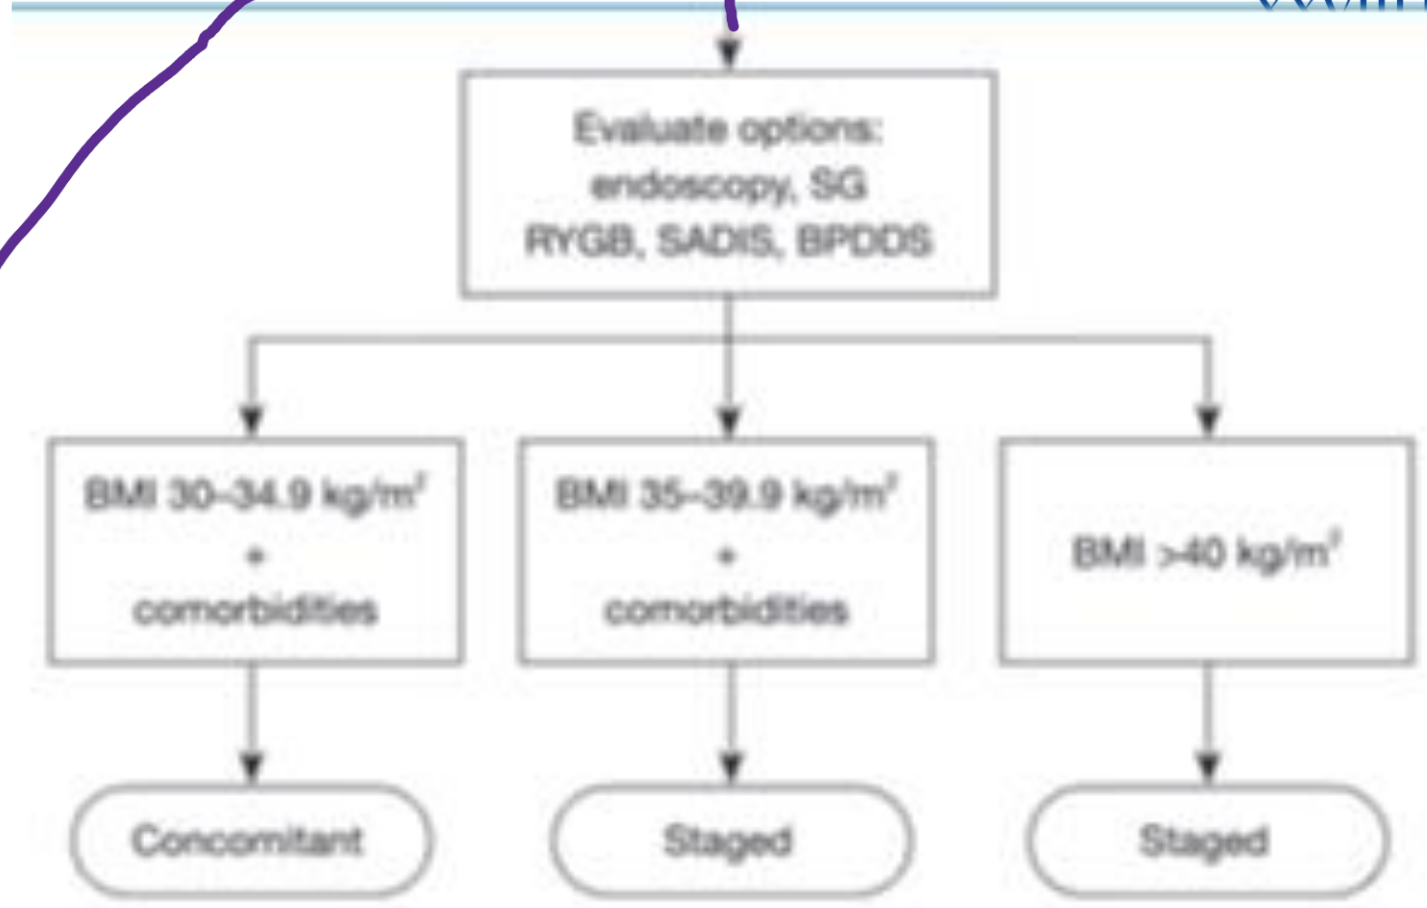 Evaluate options:
endoscopy, SG
RYGB, SADIS, BPDDS
BMI 30–34.9 kg/m²
+
comorbidities
BMI 35–39.9 kg/m²
+
comorbidities
BMI >40 kg/m²
Concomitant
Staged
Staged